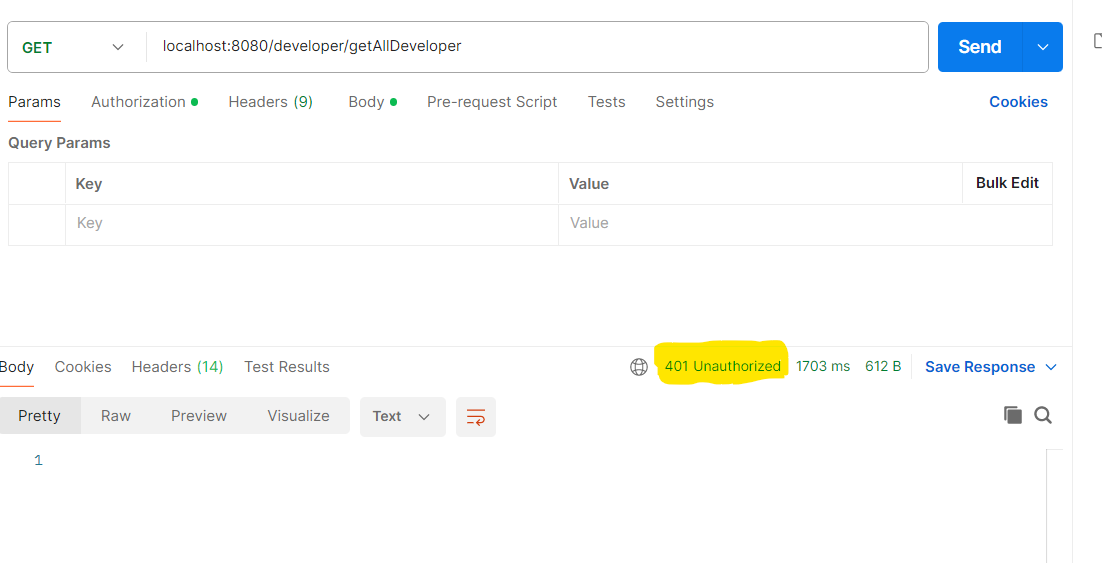 GET localhost:8080/developer/getAllDeveloper Send
Params Authorization Headers (9) Body Pre-request Script Tests Settings Cookies
Query Params
Key Value Bulk Edit
Key Value
Body Cookies Headers (14) Test Results 401 Unauthorized 1703 ms 612 B Save Response
Pretty Raw Preview Visualize Text
1